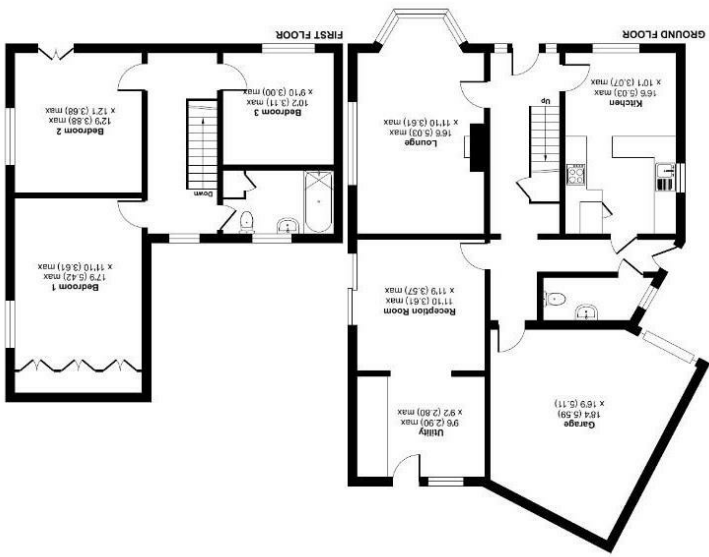 GROUND FLOOR
Garage
18'4 (5.59)
x 16'9 (5.11)
Utility
9'6 (2.90) max
x 9'2 (2.80) max
Reception Room
11'10 (3.61) max
x 11'9 (3.57) max
Kitchen
16'6 (5.03) max
x 10'1 (3.07) max
Up
Lounge
16'6 (5.03) max
x 11'10 (3.61) max
FIRST FLOOR
Bedroom 1
17'9 (5.42) max
x 11'10 (3.61) max
Down
Bedroom 3
10'2 (3.11) max
x 9'10 (3.00) max
Bedroom 2
12'9 (3.88) max
x 12'1 (3.68) max